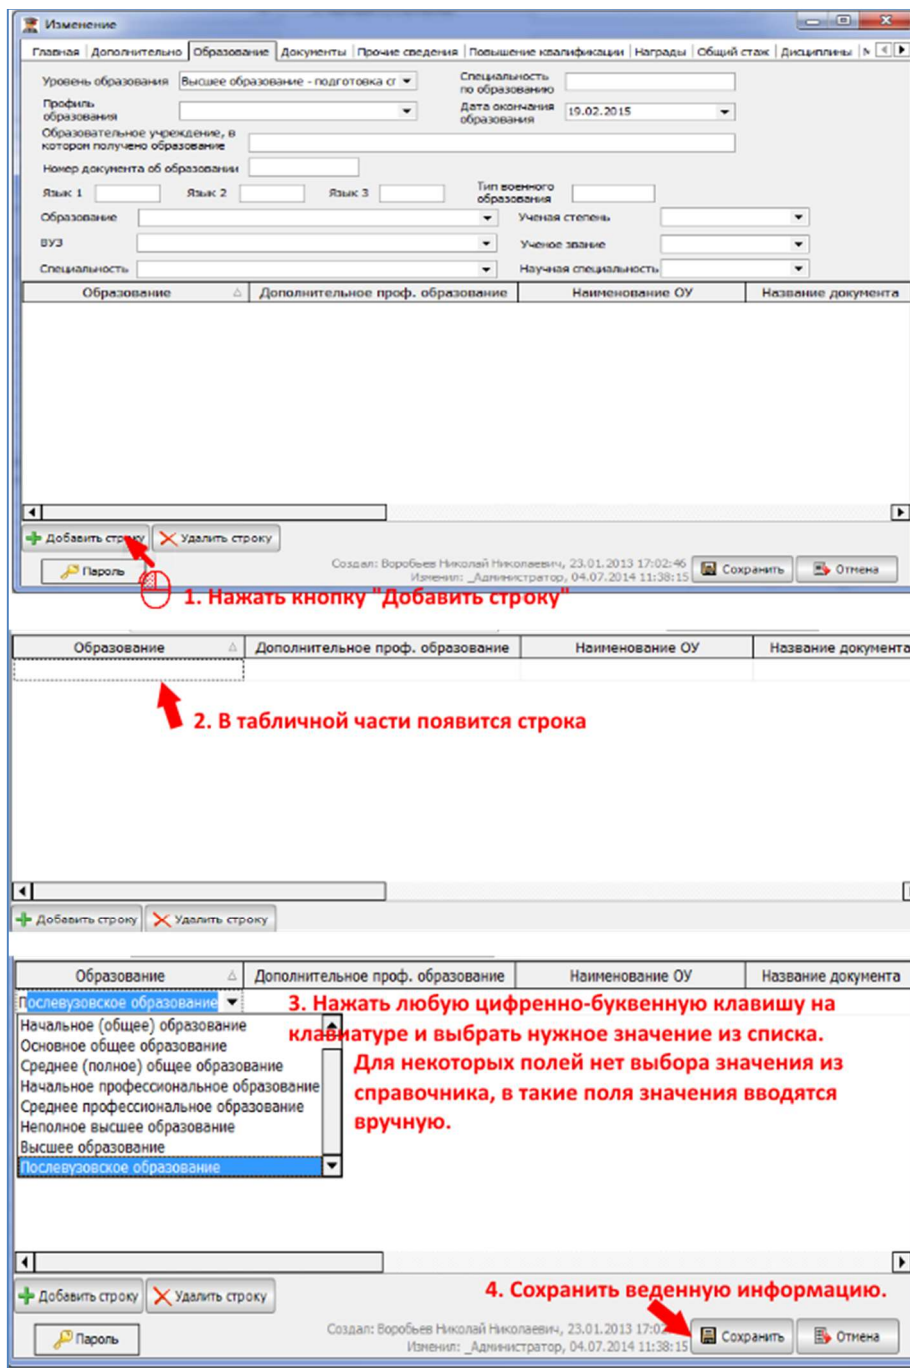 Изменение
Главная Дополнительно Образование Документы Прочие сведения Повышение квалификации Награды Общий стаж Дисциплины
Уровень образования Высшее образование - подготовка сг Специальность по образованию
Профиль образования Дата окончания образования 19.02.2015
Образовательное учреждение, в котором получено образование
Номер документа об образовании
Язык 1 Язык 2 Язык 3 Тип военного образования
Образование Ученая степень
ВУЗ Ученое звание
Специальность Научная специальность
Образование Дополнительное проф. образование Наименование ОУ Название документа
Добавить строку Удалить строку
Пароль Создал: Воробьев Николай Николаевич, 23.01.2013 17:02:46 Сохранить Отмена
Изменил: _Администратор, 04.07.2014 11:38:15
1. Нажать кнопку "Добавить строку"
Образование Дополнительное проф. образование Наименование ОУ Название документа
2. В табличной части появится строка
Добавить строку Удалить строку
Образование Дополнительное проф. образование Наименование ОУ Название документа
Послевузовское образование
3. Нажать любую цифренно-буквенную клавишу на
клавиатуре и выбрать нужное значение из списка.
Для некоторых полей нет выбора значения из
справочника, в такие поля значения вводятся
вручную.
Начальное (общее) образование
Основное общее образование
Среднее (полное) общее образование
Начальное профессиональное образование
Среднее профессиональное образование
Неполное высшее образование
Высшее образование
Послевузовское образование
4. Сохранить веденную информацию.
Добавить строку Удалить строку
Пароль Создал: Воробьев Николай Николаевич, 23.01.2013 Сохранить Отмена
Изменил: _Администратор, 04.07.2014 11:38:15